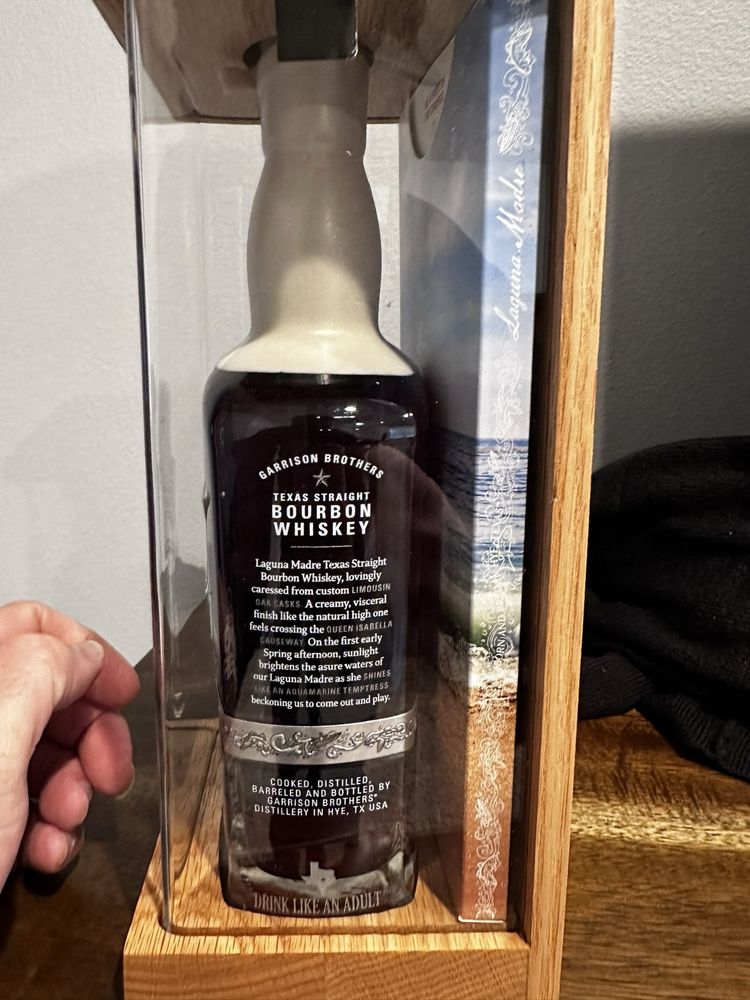 GARRISON BROTHERS
TEXAS STRAIGHT
BOURBON
WHISKEY
Laguna Madre Texas Straight
Bourbon Whiskey, lovingly
caressed from custom LIMOUSIN
OAK CASKS. A creamy, visceral
finish like the natural high one
feels crossing the QUEEN ISABELLA
CAUSEWAY. On the first early
Spring afternoon, sunlight
brightens the asure waters of
our Laguna Madre as she SHINES
LIKE AN AQUAMARINE TEMPTRESS
beckoning us to come out and play.
COOKED, DISTILLED,
BARRELED AND BOTTLED BY
GARRISON BROTHERS®
DISTILLERY IN HYE, TX USA
DRINK LIKE AN ADULT
Laguna Madre